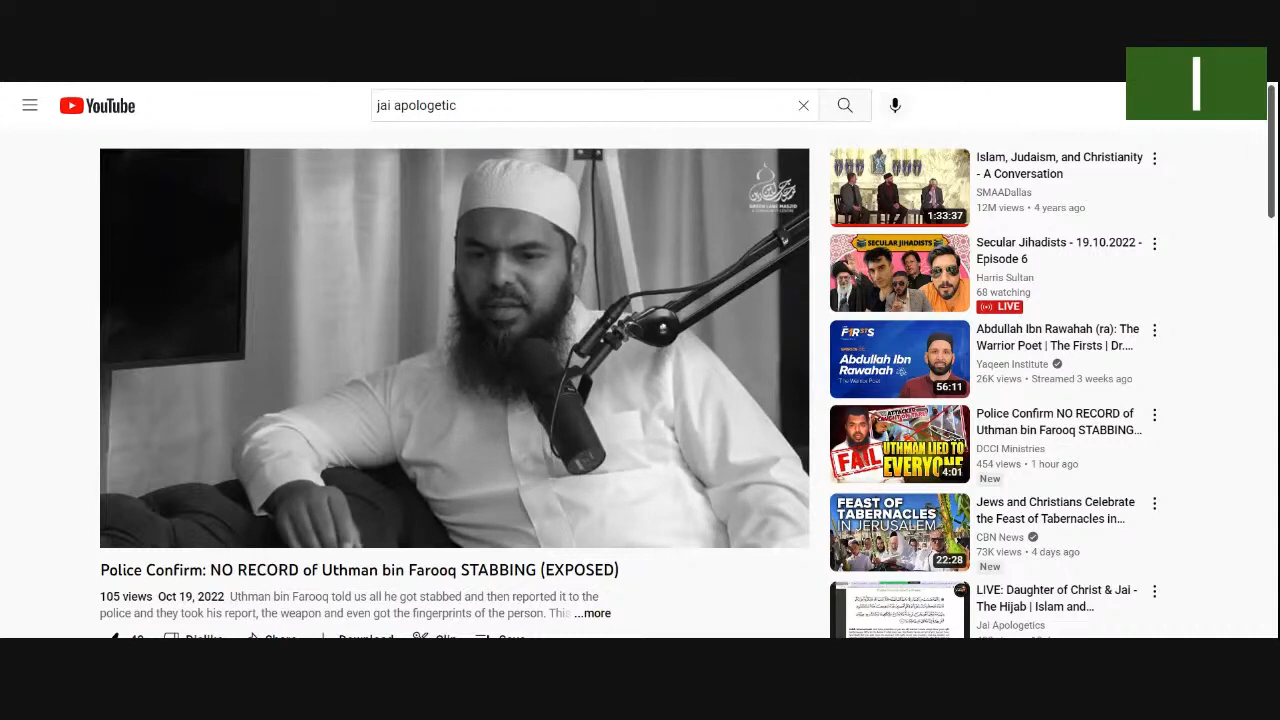 I
YouTube
jai apologetic
Police Confirm: NO RECORD of Uthman bin Farooq STABBING (EXPOSED)
105 views Oct 19, 2022 Uthman bin Farooq told us all he got stabbed and then reported it to the
police and they took his report, the weapon and even got the fingerprints of the person. This ...more
Dislike Share Download Clip Save
1:33:37
Islam, Judaism, and Christianity
- A Conversation
SMAADallas
12M views • 4 years ago
SECULAR JIHADISTS
Secular Jihadists - 19.10.2022 -
Episode 6
Harris Sultan
68 watching
LIVE
Abdullah Ibn
Rawahah
The Warrior Poet
56:11
Abdullah Ibn Rawahah (ra): The
Warrior Poet | The Firsts | Dr....
Yaqeen Institute
26K views • Streamed 3 weeks ago
FAIL
UTHMAN LIED TO
EVERYONE
4:01
Police Confirm NO RECORD of
Uthman bin Farooq STABBING...
DCCI Ministries
454 views • 1 hour ago
New
FEAST OF
TABERNACLES
IN JERUSALEM
22:28
Jews and Christians Celebrate
the Feast of Tabernacles in...
CBN News
73K views • 4 days ago
New
LIVE: Daughter of Christ & Jai -
The Hijab | Islam and...
Jai Apologetics